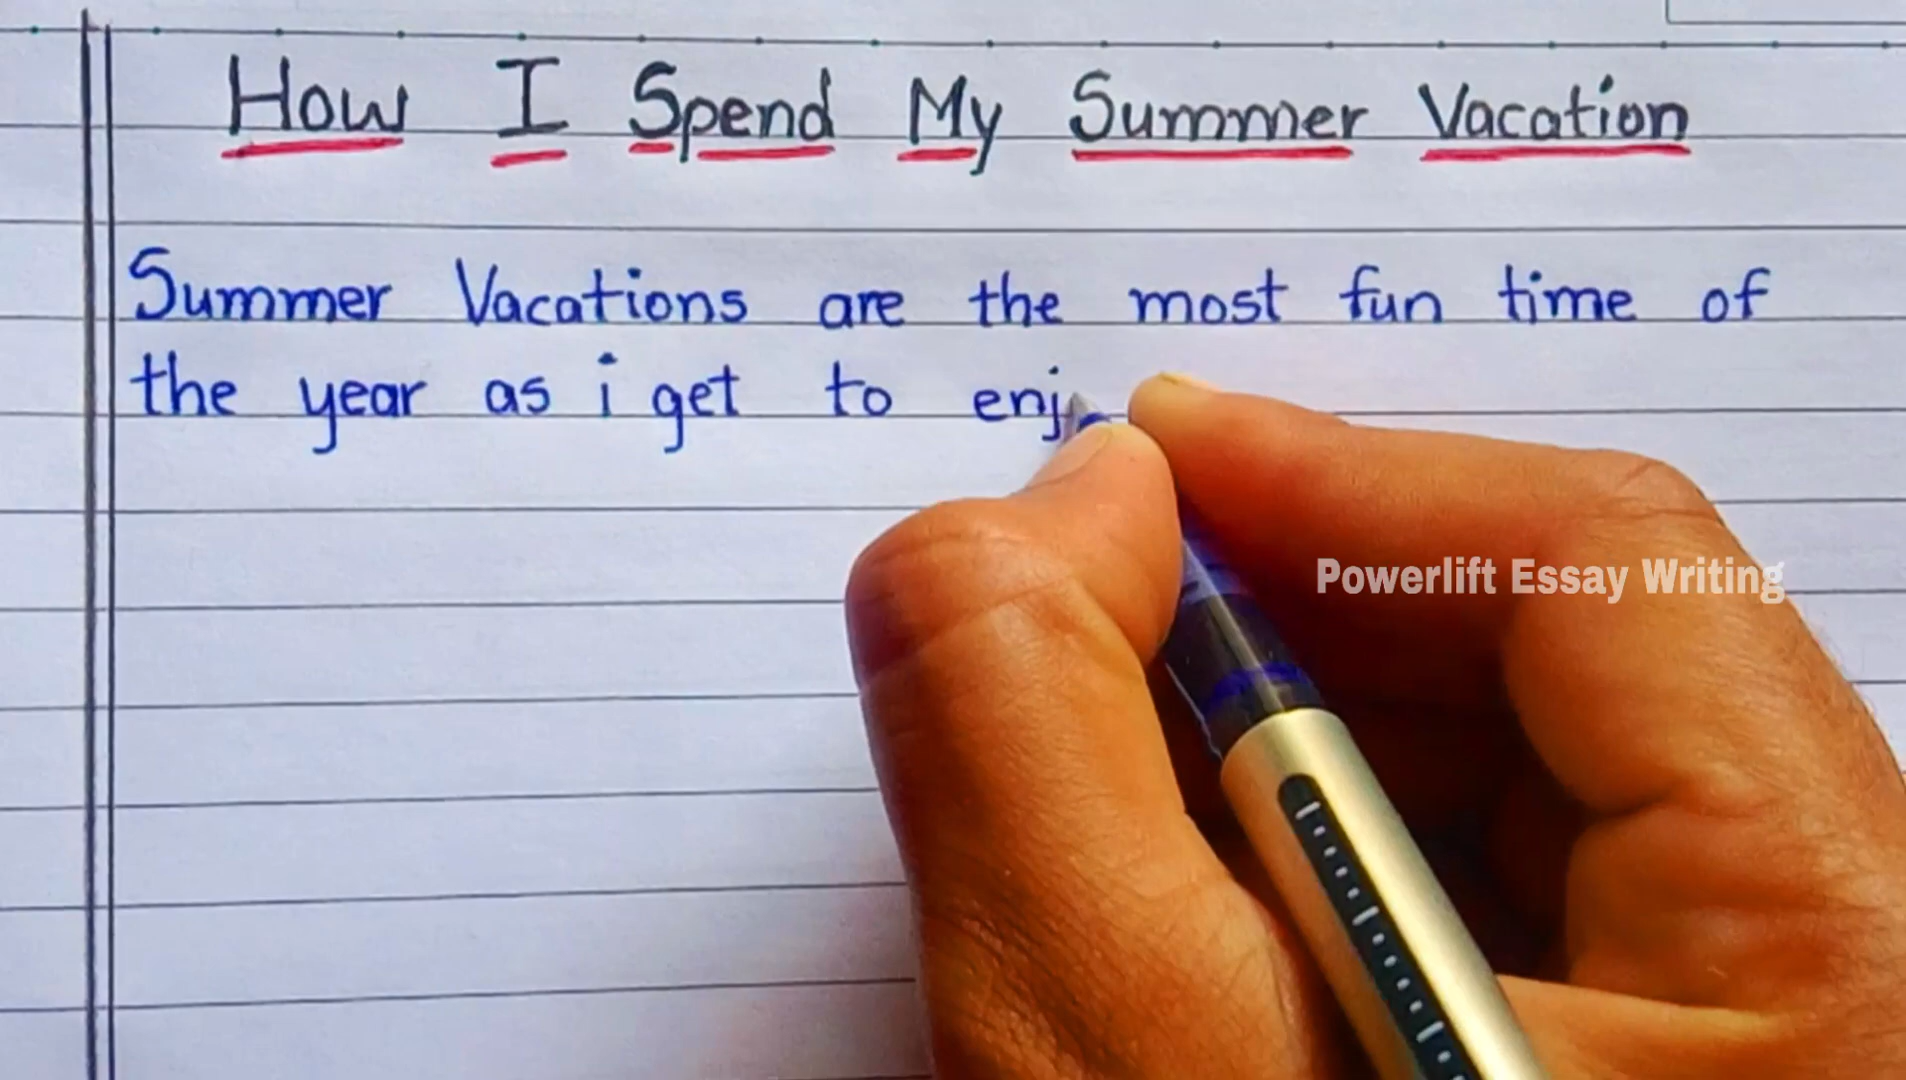 How I Spend My Summer Vacation
Summer Vacations are the most fun time of
the year as i get to enj
Powerlift Essay Writing